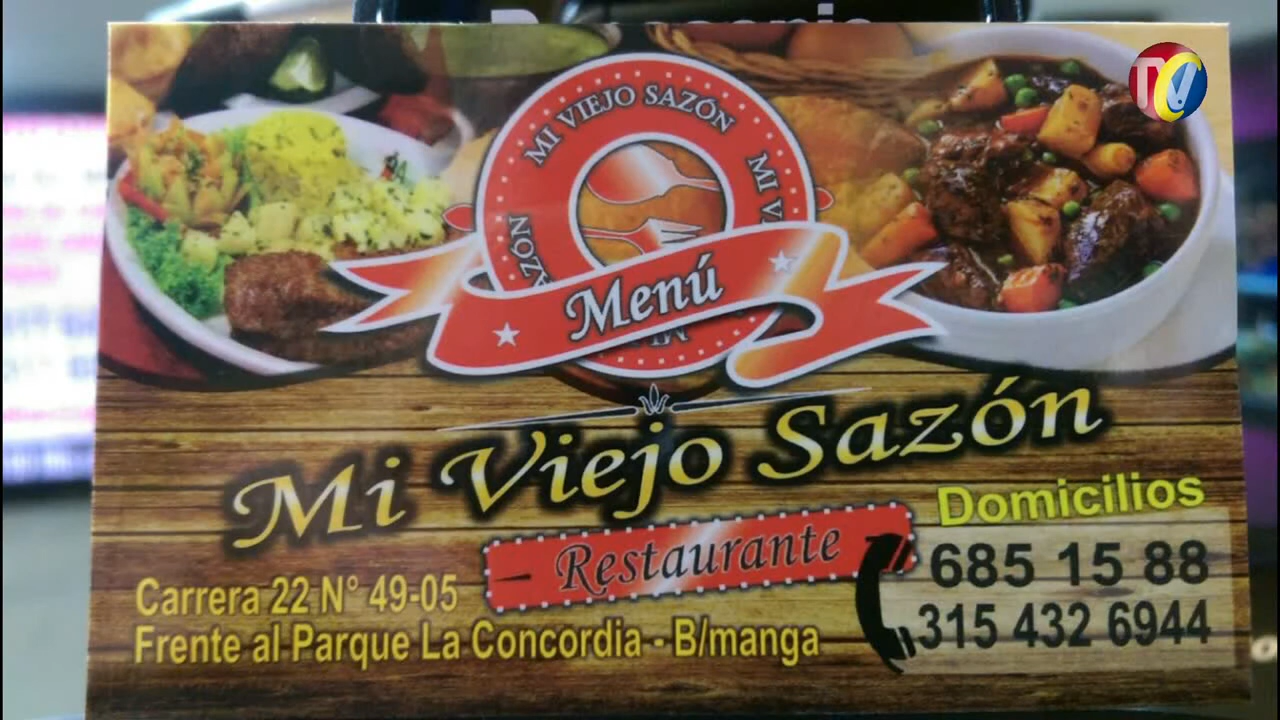 TVC
MI VIEJO SAZÓN
Menú
Mi Viejo Sazón
Restaurante
Domicilios
685 15 88
315 432 6944
Carrera 22 N° 49-05
Frente al Parque La Concordia - B/manga